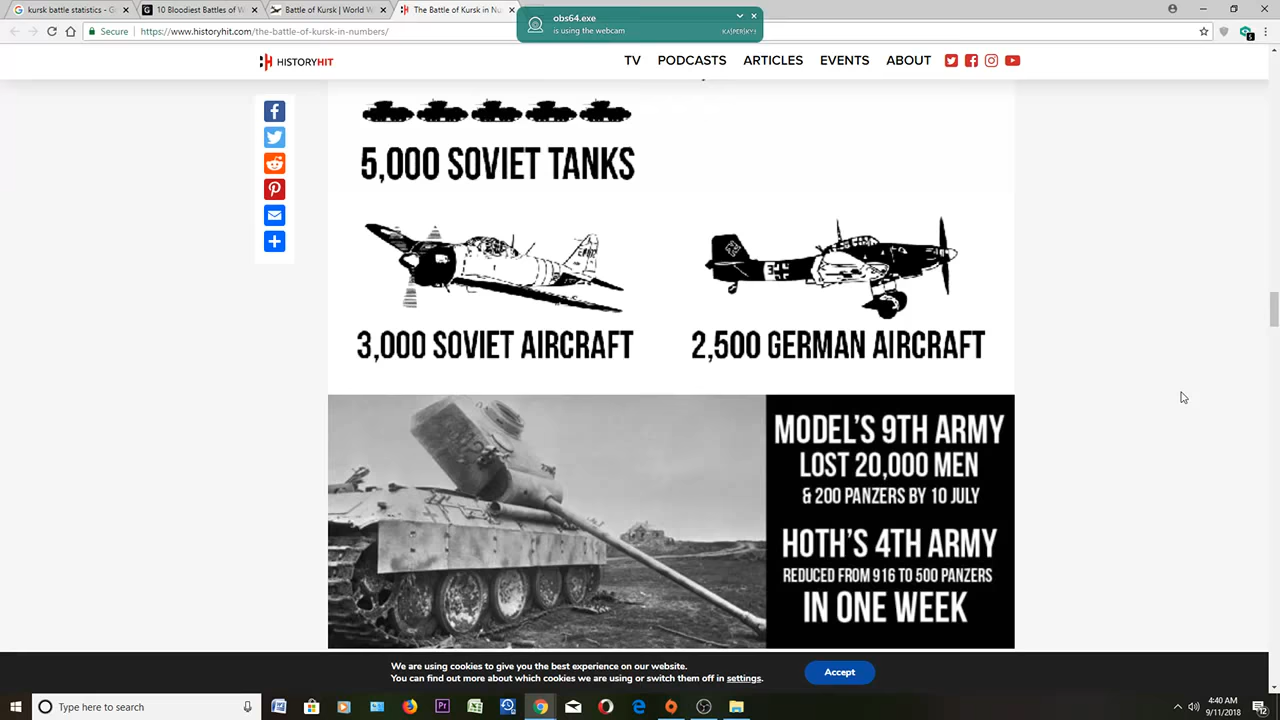 kursk battle statistics - G
10 Bloodiest Battles of W
Battle of Kursk | World W
The Battle of Kursk in Nu
obs64.exe
is using the webcam
KASPERSKY
Secure
https://www.historyhit.com/the-battle-of-kursk-in-numbers/
HISTORYHIT
TV PODCASTS ARTICLES EVENTS ABOUT
5,000 SOVIET TANKS
3,000 SOVIET AIRCRAFT
2,500 GERMAN AIRCRAFT
MODEL'S 9TH ARMY
LOST 20,000 MEN
& 200 PANZERS BY 10 JULY
HOTH'S 4TH ARMY
REDUCED FROM 916 TO 500 PANZERS
IN ONE WEEK
We are using cookies to give you the best experience on our website.
You can find out more about which cookies we are using or switch them off in settings.
Accept
Type here to search
4:40 AM
9/11/2018